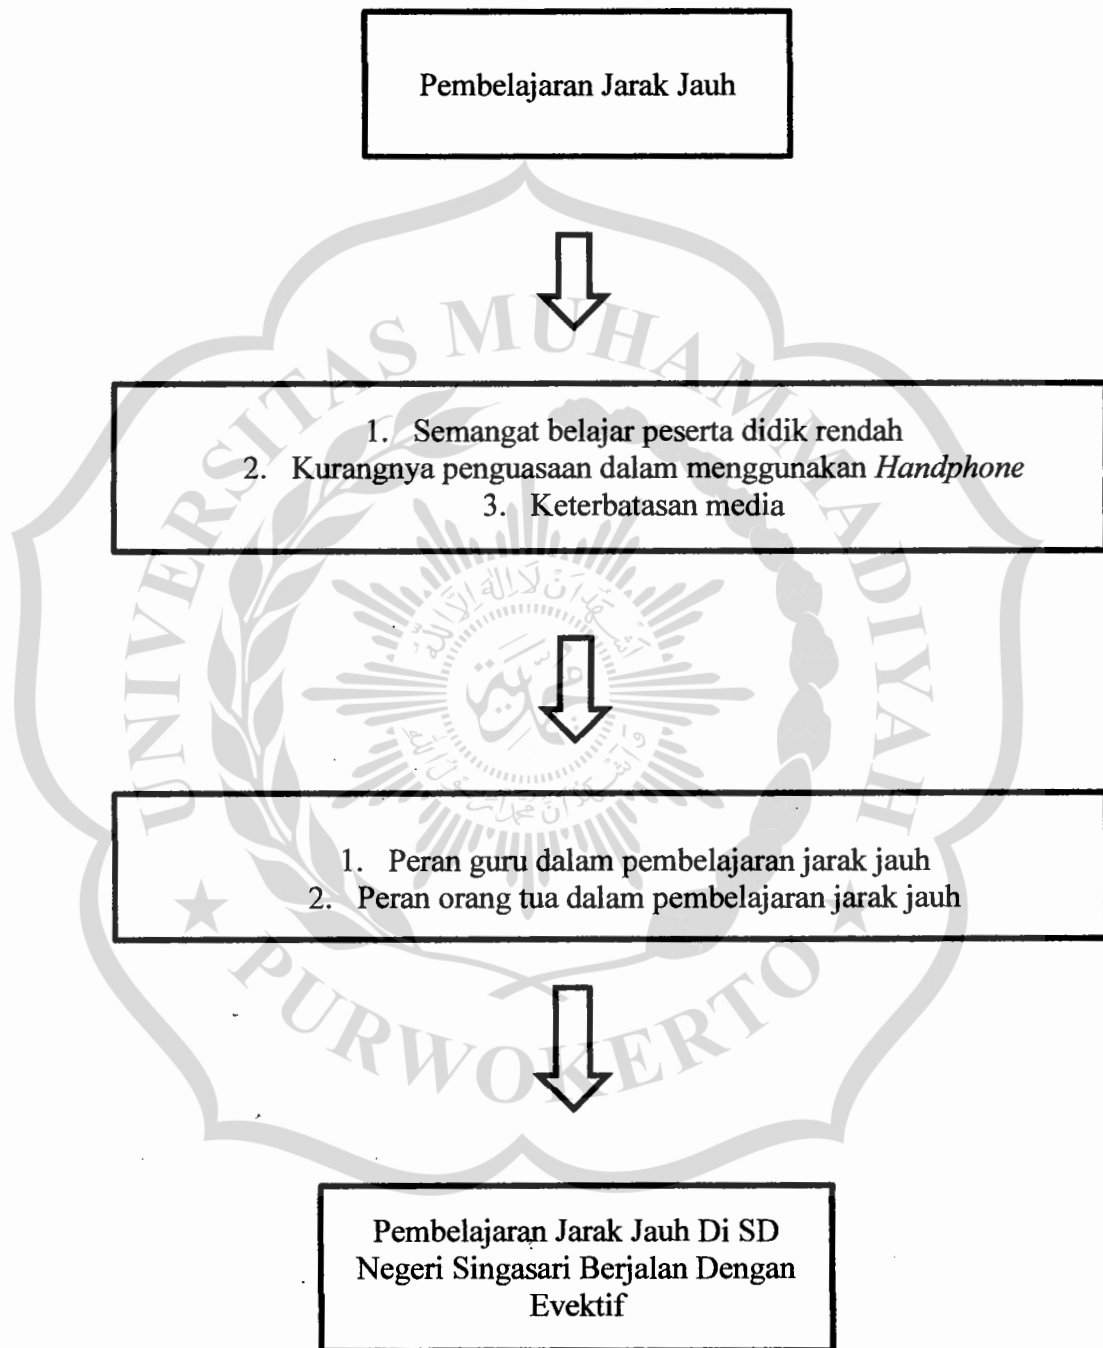 Pembelajaran Jarak Jauh
UNIVERSITAS MUHAMMADIYAH
1. Semangat belajar peserta didik rendah
2. Kurangnya penguasaan dalam menggunakan Handphone
3. Keterbatasan media
1. Peran guru dalam pembelajaran jarak jauh
2. Peran orang tua dalam pembelajaran jarak jauh
PURWOKERTO
Pembelajaran Jarak Jauh Di SD
Negeri Singasari Berjalan Dengan
Evektif